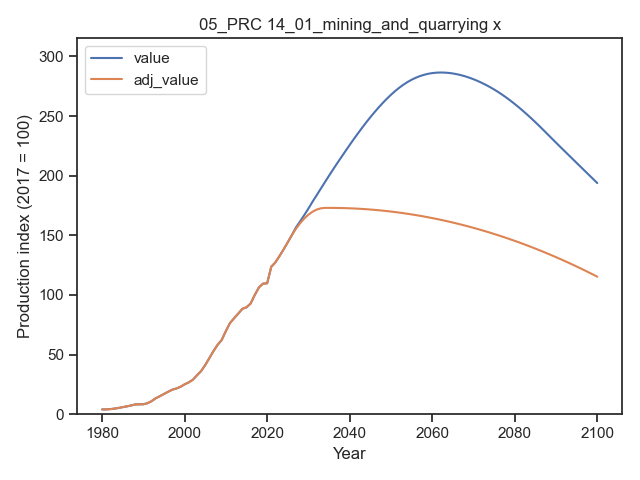 05_PRC 14_01_mining_and_quarrying x
value
adj_value
Production index (2017 = 100)
300
250
200
150
100
50
0
1980 2000 2020 2040 2060 2080 2100
Year